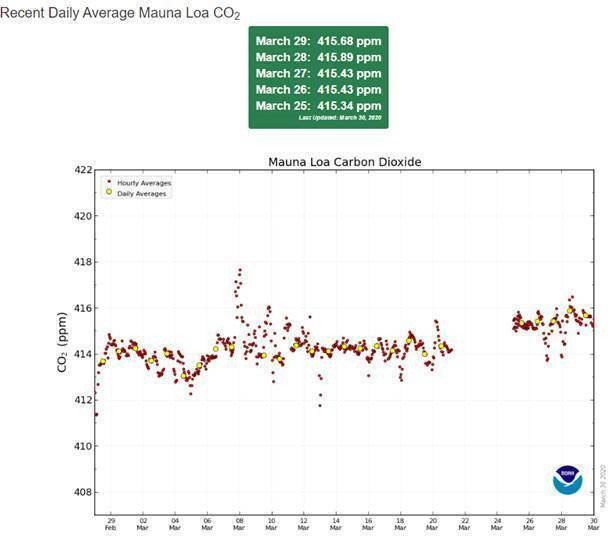 Recent Daily Average Mauna Loa CO₂
March 29: 415.68 ppm
March 28: 415.89 ppm
March 27: 415.43 ppm
March 26: 415.43 ppm
March 25: 415.34 ppm
Last Updated: March 30, 2020
Mauna Loa Carbon Dioxide
Hourly Averages
Daily Averages
422
420
418
416
414
412
410
408
CO₂ (ppm)
29 02 04 06 08 10 12 14 16 18 20 22 24 26 28 30
Feb Mar Mar Mar Mar Mar Mar Mar Mar Mar Mar Mar Mar Mar Mar Mar
NOAA
March 30 2020